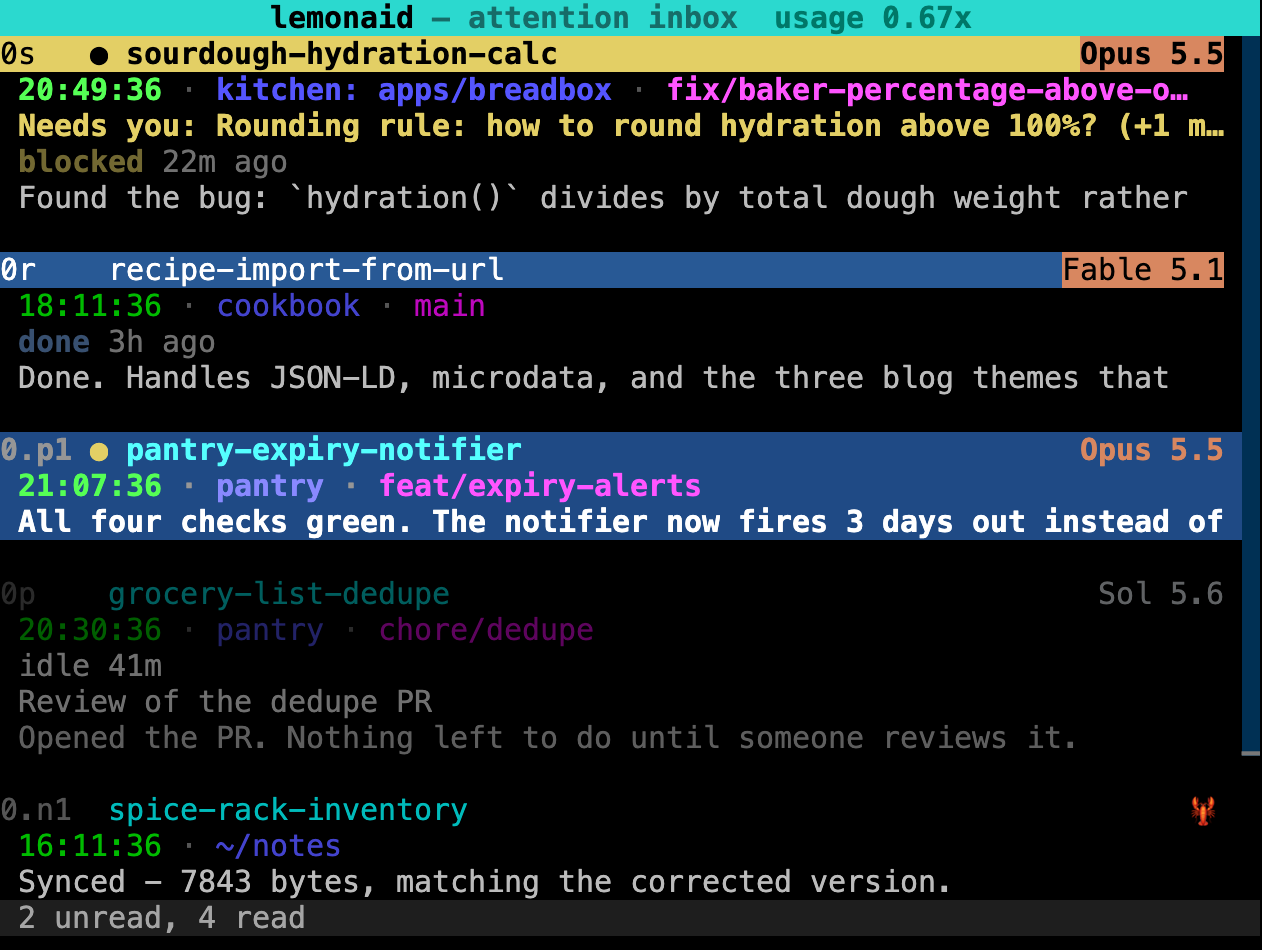 lemonaid — attention inbox  usage 0.67x
0s   ● sourdough-hydration-calc   Opus 5.5
20:49:36 · kitchen: apps/breadbox · fix/baker-percentage-above-o…
Needs you: Rounding rule: how to round hydration above 100%? (+1 m…
blocked 22m ago
Found the bug: `hydration()` divides by total dough weight rather
0r    recipe-import-from-url   Fable 5.1
18:11:36 · cookbook · main
done 3h ago
Done. Handles JSON-LD, microdata, and the three blog themes that
0.p1 ● pantry-expiry-notifier   Opus 5.5
21:07:36 · pantry · feat/expiry-alerts
All four checks green. The notifier now fires 3 days out instead of
0p    grocery-list-dedupe   Sol 5.6
20:30:36 · pantry · chore/dedupe
idle 41m
Review of the dedupe PR
Opened the PR. Nothing left to do until someone reviews it.
0.n1  spice-rack-inventory   🦞
16:11:36 · ~/notes
Synced — 7843 bytes, matching the corrected version.
2 unread, 4 read